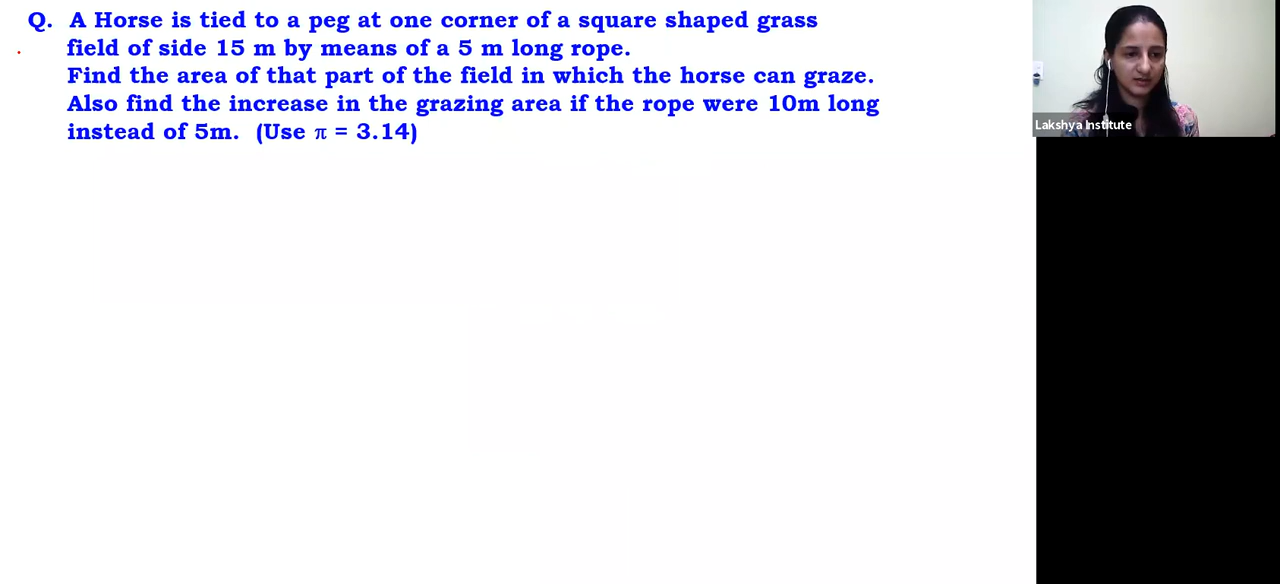 Q. A Horse is tied to a peg at one corner of a square shaped grass
field of side 15 m by means of a 5 m long rope.
Find the area of that part of the field in which the horse can graze.
Also find the increase in the grazing area if the rope were 10m long
instead of 5m. (Use π = 3.14)
Lakshya Institute